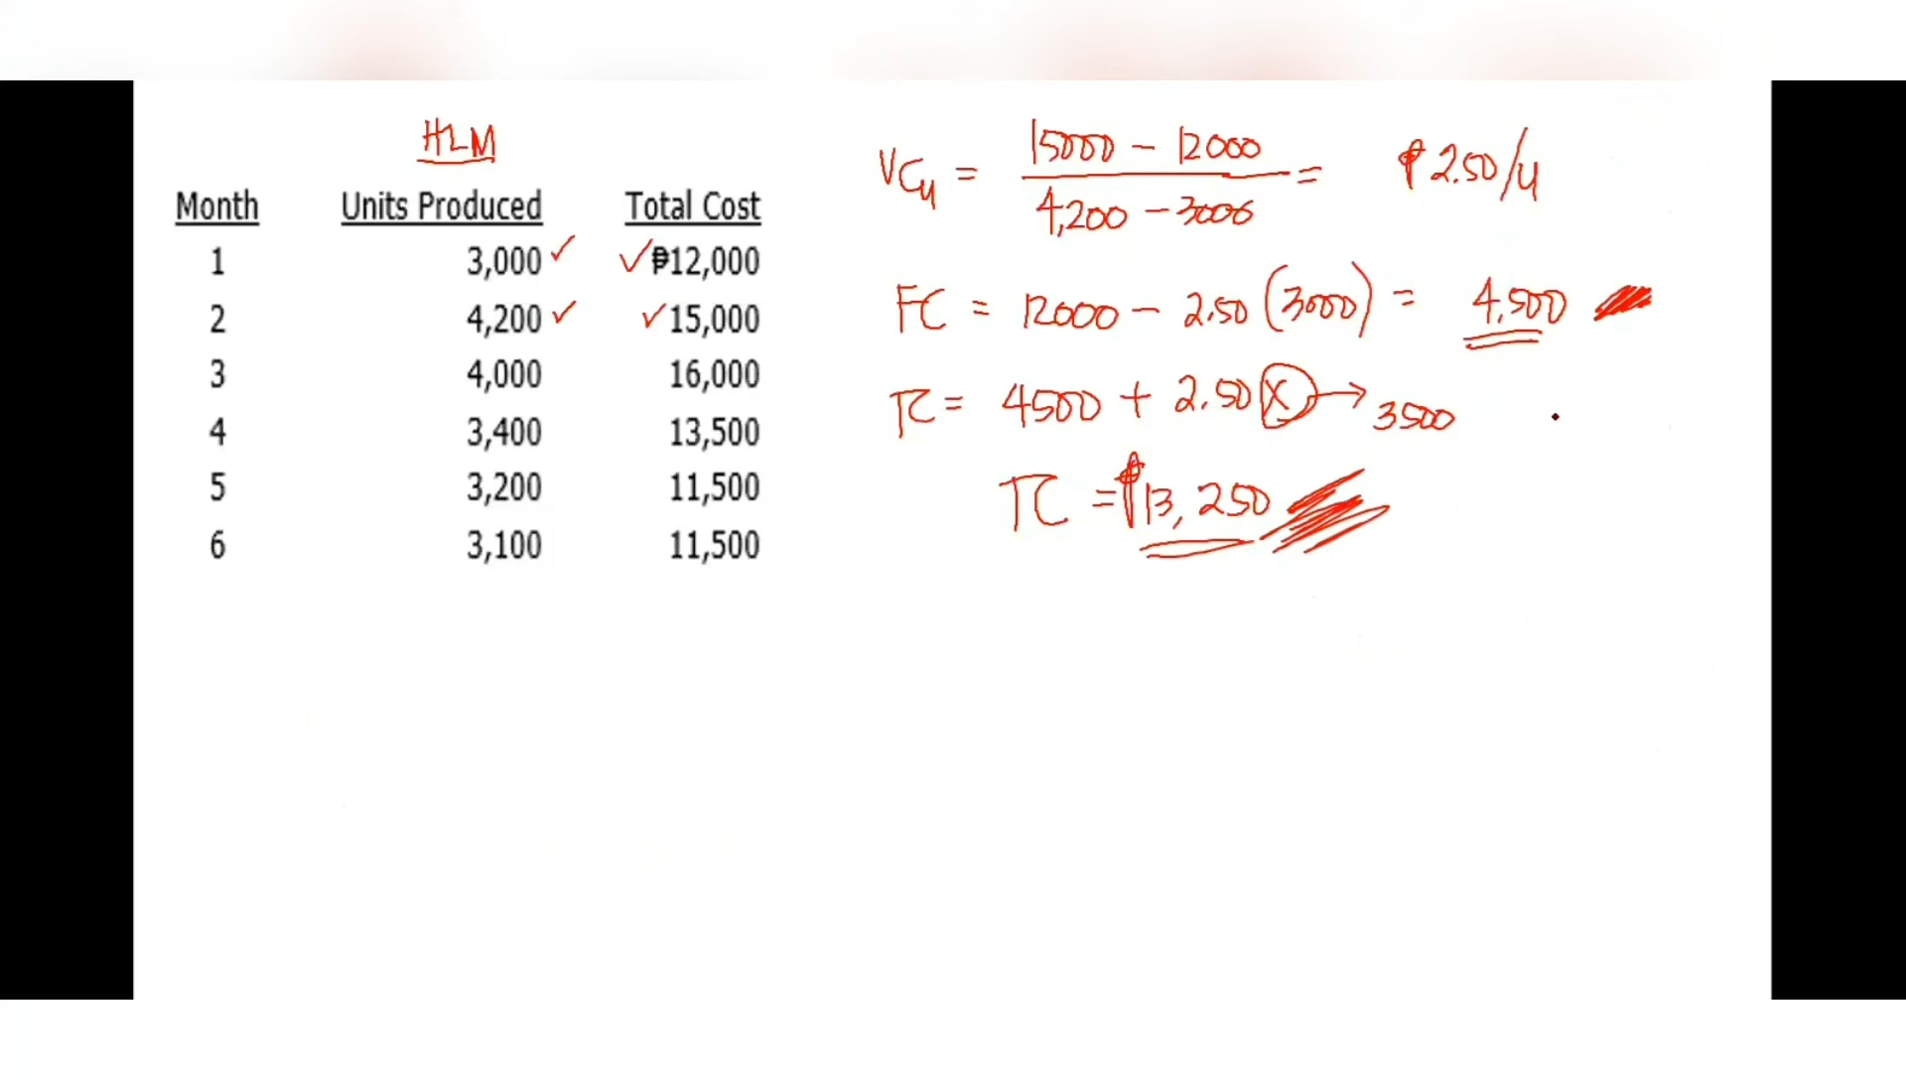 HLM
Month Units Produced Total Cost
1 3,000 ✓ ✓ ₱12,000
2 4,200 ✓ ✓ 15,000
3 4,000 16,000
4 3,400 13,500
5 3,200 11,500
6 3,100 11,500
VCu = 15000 - 12000 = ₱2.50/u
4,200 - 3000
FC = 12000 - 2.50 (3000) = 4,500
TC = 4500 + 2.50 X → 3500
TC = ₱13,250